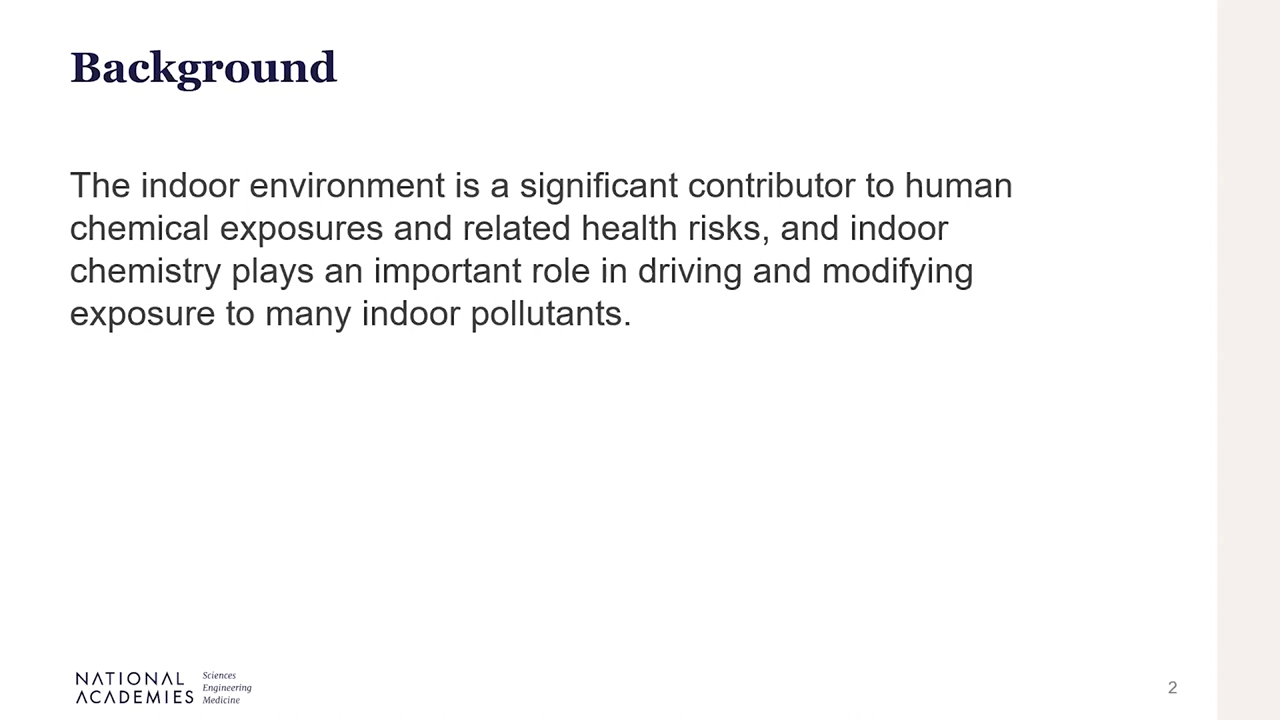 Background
The indoor environment is a significant contributor to human
chemical exposures and related health risks, and indoor
chemistry plays an important role in driving and modifying
exposure to many indoor pollutants.
NATIONAL
ACADEMIES
Sciences
Engineering
Medicine
2